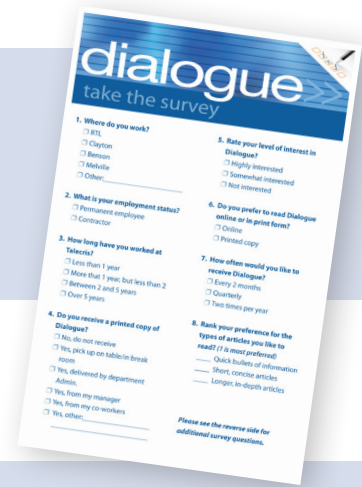 dialogue
take the survey
1. Where do you work?
❒ RTL
❒ Clayton
❒ Benson
❒ Melville
❒ Other:
2. What is your employment status?
❒ Permanent employee
❒ Contractor
3. How long have you worked at
Telecris?
❒ Less than 1 year
❒ More that 1 year, but less than 2
❒ Between 2 and 5 years
❒ Over 5 years
4. Do you receive a printed copy of
Dialogue?
❒ No, do not receive
❒ Yes, pick up on table/in break
room
❒ Yes, delivered by department
Admin.
❒ Yes, from my manager
❒ Yes, from my co-workers
❒ Yes, other:
5. Rate your level of interest in
Dialogue?
❒ Highly interested
❒ Somewhat interested
❒ Not interested
6. Do you prefer to read Dialogue
online or in print form?
❒ Online
❒ Printed copy
7. How often would you like to
receive Dialogue?
❒ Every 2 months
❒ Quarterly
❒ Two times per year
8. Rank your preference for the
types of articles you like to
read? (1 is most preferred)
___ Quick bullets of information
___ Short, concise articles
___ Longer, in-depth articles
Please see the reverse side for
additional survey questions.